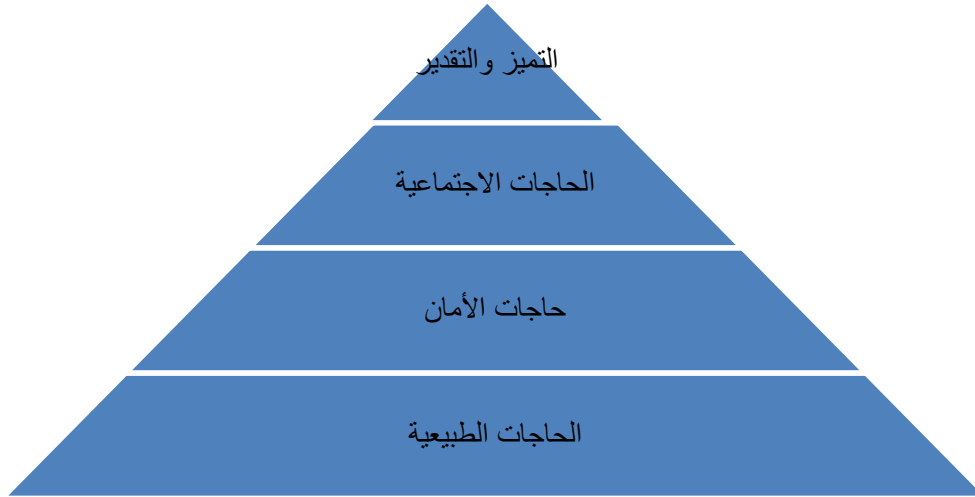 التميز والتقدير
الحاجات الاجتماعية
حاجات الأمان
الحاجات الطبيعية